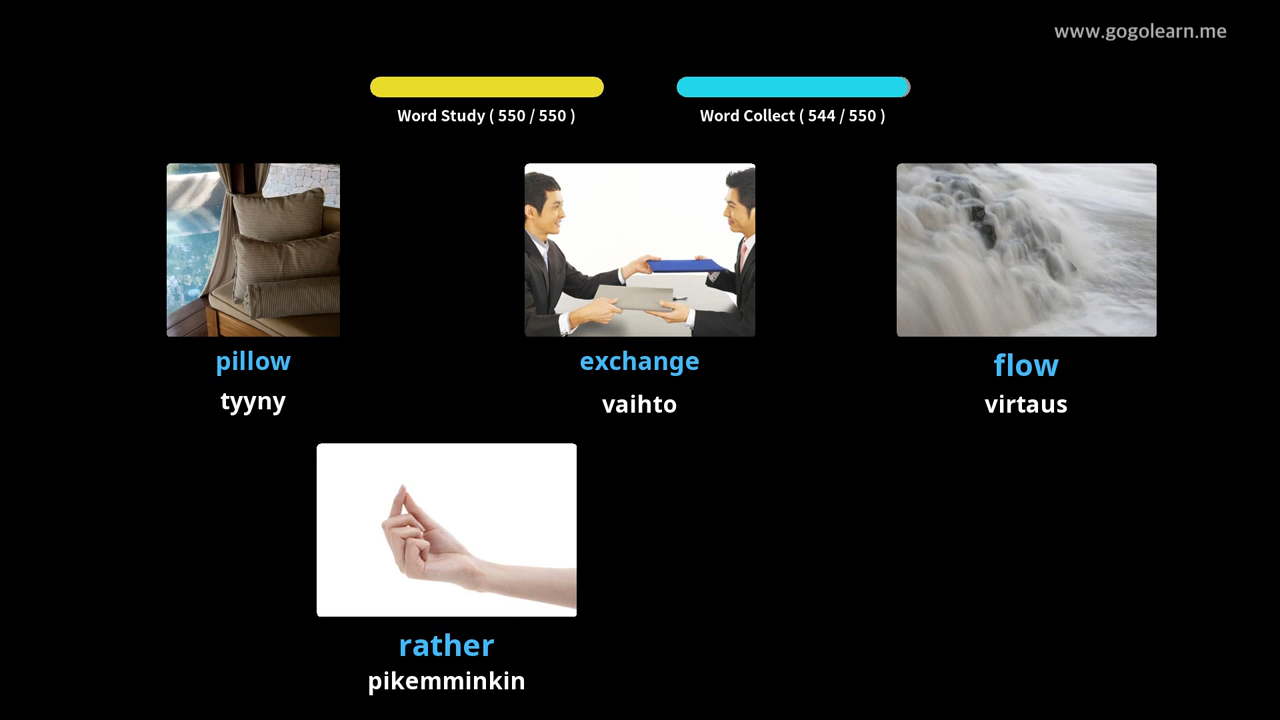 www.gogolearn.me
Word Study ( 550 / 550 )
Word Collect ( 544 / 550 )
pillow
tyyny
exchange
vaihto
flow
virtaus
rather
pikemminkin